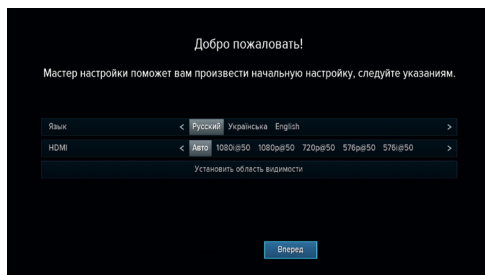 Добро пожаловать!
Мастер настройки поможет вам произвести начальную настройку, следуйте указаниям.
Язык < Русский Українська English >
HDMI < Авто 1080i@50 1080p@50 720p@50 576p@50 576i@50 >
Установить область видимости
Вперед